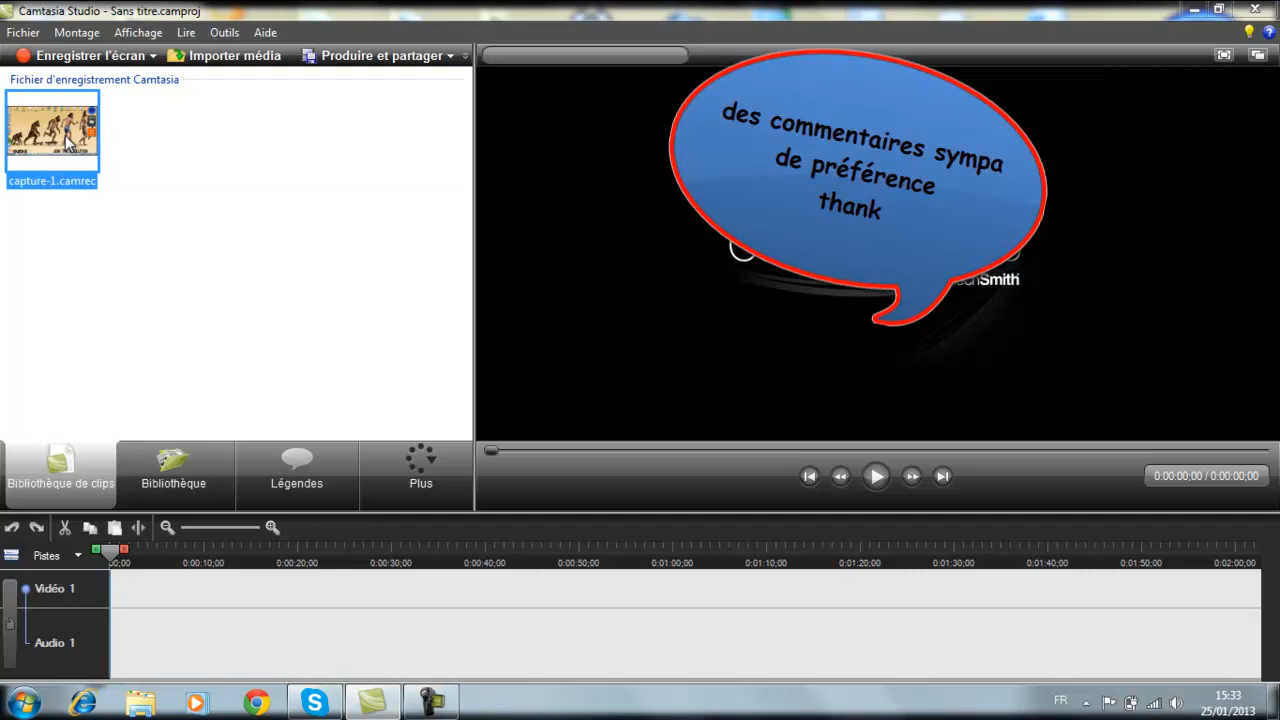 Camtasia Studio - Sans titre.camproj
Fichier Montage Affichage Lire Outils Aide
Enregistrer l'écran Importer média Produire et partager
Fichier d'enregistrement Camtasia
capture-1.camrec
des commentaires sympa
de préférence
thank
Smith
Bibliothèque de clips Bibliothèque Légendes Plus
0:00:00;00 / 0:00:00;00
Pistes
0:00:10;00 0:00:20;00 0:00:30;00 0:00:40;00 0:00:50;00 0:01:00;00 0:01:10;00 0:01:20;00 0:01:30;00 0:01:40;00 0:01:50;00 0:02:00;00
Vidéo 1
Audio 1
FR
15:33
25/01/2013